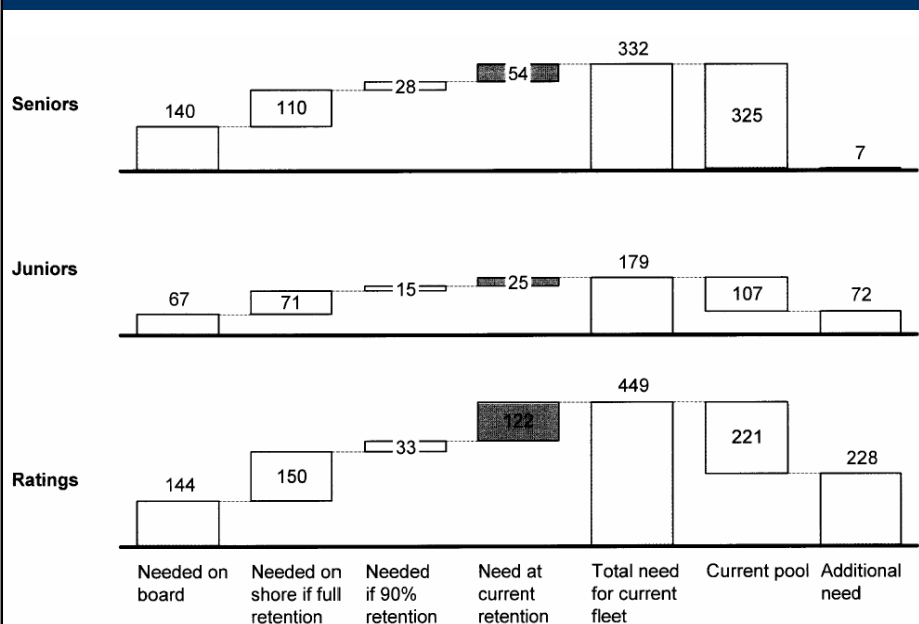 332
54
28
Seniors
140
110
325
7
Juniors
179
25
15
67
71
107
72
449
122
33
221
Ratings
144
150
228
Needed on
board
Needed on
shore if full
retention
Needed
if 90%
retention
Need at
current
retention
Total need
for current
fleet
Current pool
Additional
need